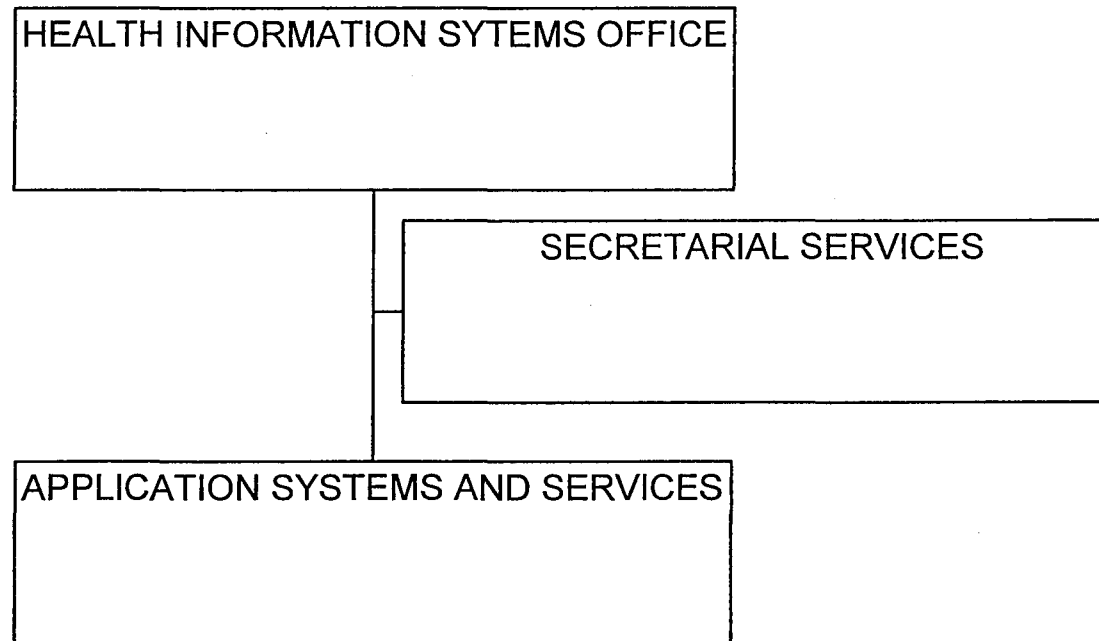 HEALTH INFORMATION SYTEMS OFFICE
SECRETARIAL SERVICES
APPLICATION SYSTEMS AND SERVICES